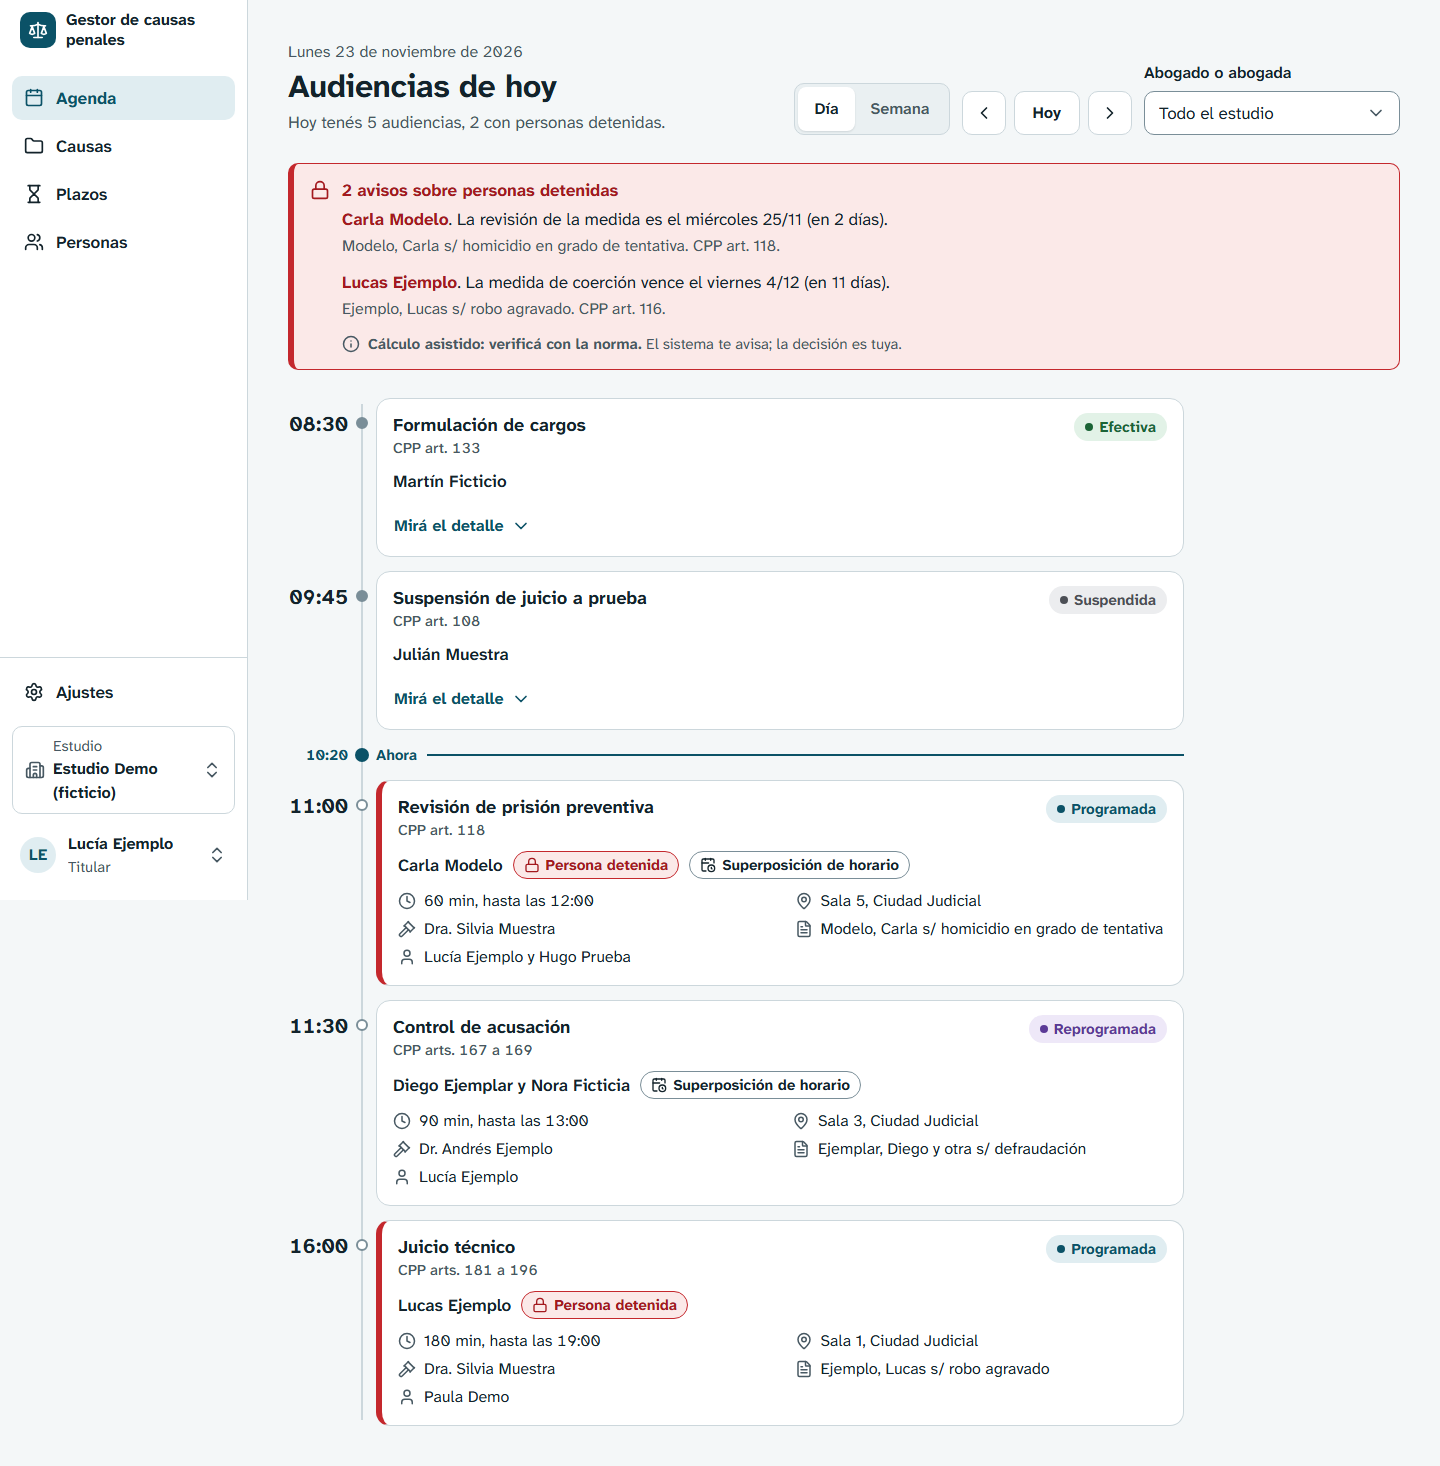 Gestor de causas
penales
Agenda
Causas
Plazos
Personas
Ajustes
Estudio
Estudio Demo
(ficticio)
LE
Lucía Ejemplo
Titular
Lunes 23 de noviembre de 2026
Audiencias de hoy
Hoy tenés 5 audiencias, 2 con personas detenidas.
Día
Semana
Hoy
Abogado o abogada
Todo el estudio
2 avisos sobre personas detenidas
Carla Modelo. La revisión de la medida es el miércoles 25/11 (en 2 días).
Modelo, Carla s/ homicidio en grado de tentativa. CPP art. 118.
Lucas Ejemplo. La medida de coerción vence el viernes 4/12 (en 11 días).
Ejemplo, Lucas s/ robo agravado. CPP art. 116.
Cálculo asistido: verificá con la norma. El sistema te avisa; la decisión es tuya.
08:30
Formulación de cargos
Efectiva
CPP art. 133
Martín Ficticio
Mirá el detalle
09:45
Suspensión de juicio a prueba
Suspendida
CPP art. 108
Julián Muestra
Mirá el detalle
10:20 Ahora
11:00
Revisión de prisión preventiva
Programada
CPP art. 118
Carla Modelo
Persona detenida
Superposición de horario
60 min, hasta las 12:00
Sala 5, Ciudad Judicial
Dra. Silvia Muestra
Modelo, Carla s/ homicidio en grado de tentativa
Lucía Ejemplo y Hugo Prueba
11:30
Control de acusación
Reprogramada
CPP arts. 167 a 169
Diego Ejemplar y Nora Ficticia
Superposición de horario
90 min, hasta las 13:00
Sala 3, Ciudad Judicial
Dr. Andrés Ejemplo
Ejemplar, Diego y otra s/ defraudación
Lucía Ejemplo
16:00
Juicio técnico
Programada
CPP arts. 181 a 196
Lucas Ejemplo
Persona detenida
180 min, hasta las 19:00
Sala 1, Ciudad Judicial
Dra. Silvia Muestra
Ejemplo, Lucas s/ robo agravado
Paula Demo